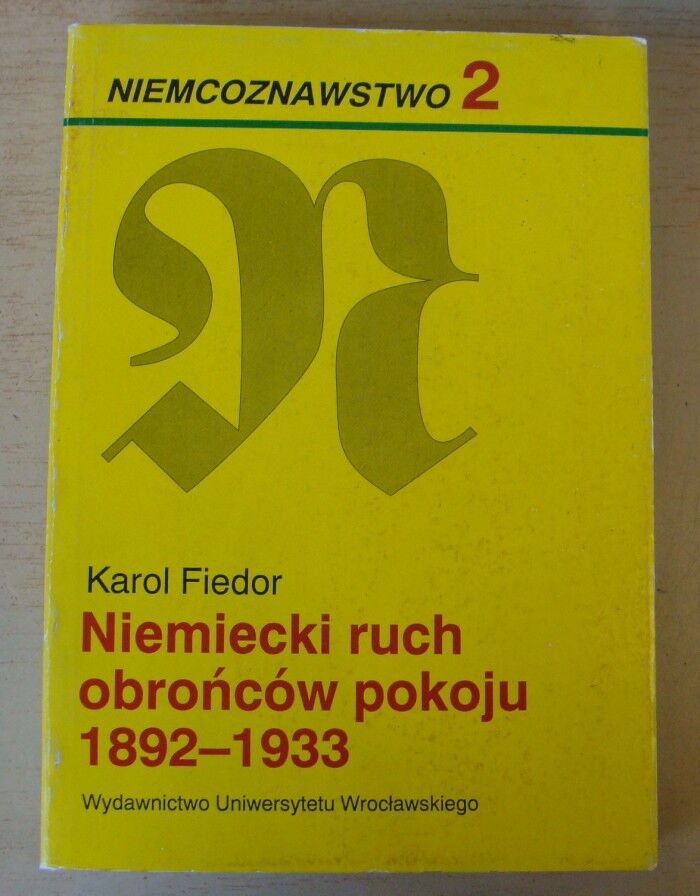 NIEMCOZNAWSTWO 2
N
Karol Fiedor
Niemiecki ruch
obrońców pokoju
1892–1933
Wydawnictwo Uniwersytetu Wrocławskiego